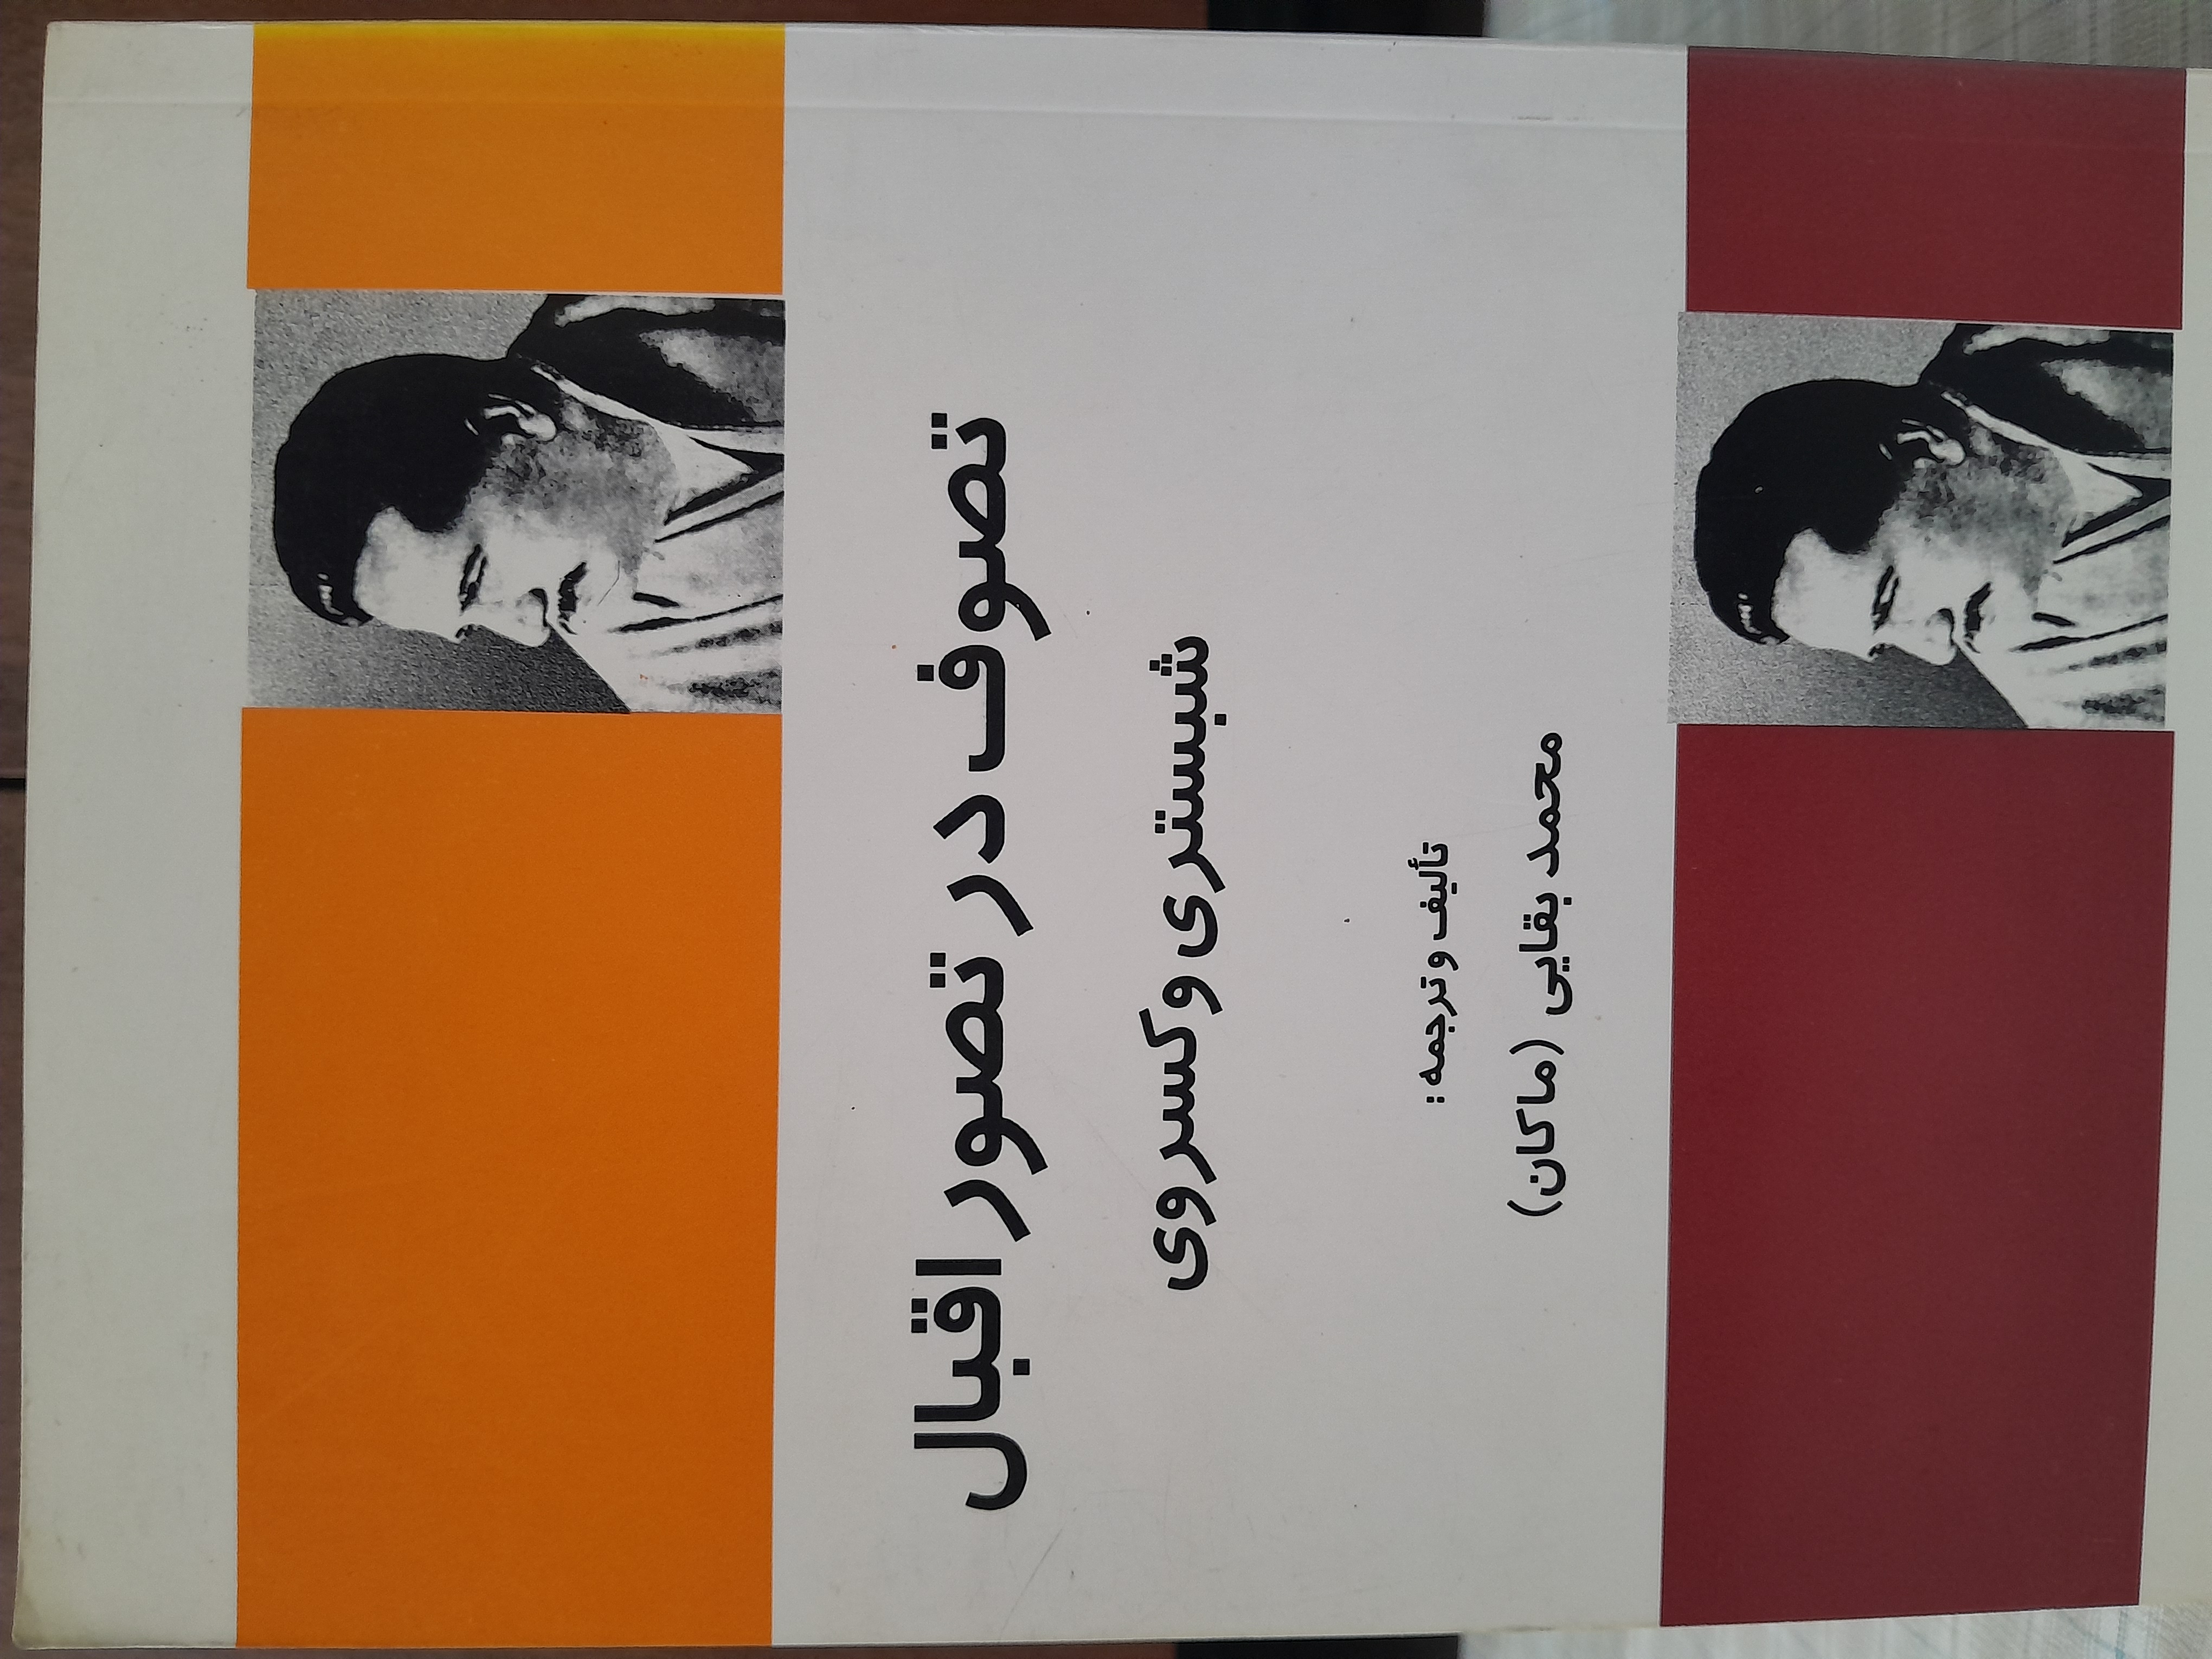 تصوف در تصور اقبال
شبستری و کسروی
تألیف و ترجمه :
محمد بقایی (ماکان)